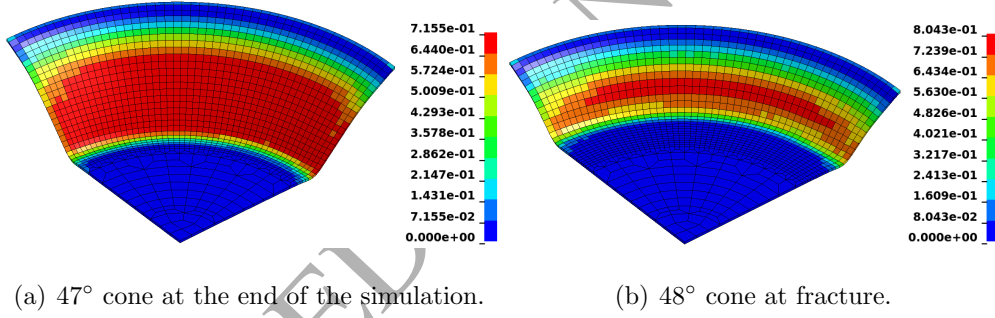 7.155e-01
6.440e-01
5.724e-01
5.009e-01
4.293e-01
3.578e-01
2.862e-01
2.147e-01
1.431e-01
7.155e-02
0.000e+00
8.043e-01
7.239e-01
6.434e-01
5.630e-01
4.826e-01
4.021e-01
3.217e-01
2.413e-01
1.609e-01
8.043e-02
0.000e+00
(a) 47° cone at the end of the simulation.
(b) 48° cone at fracture.